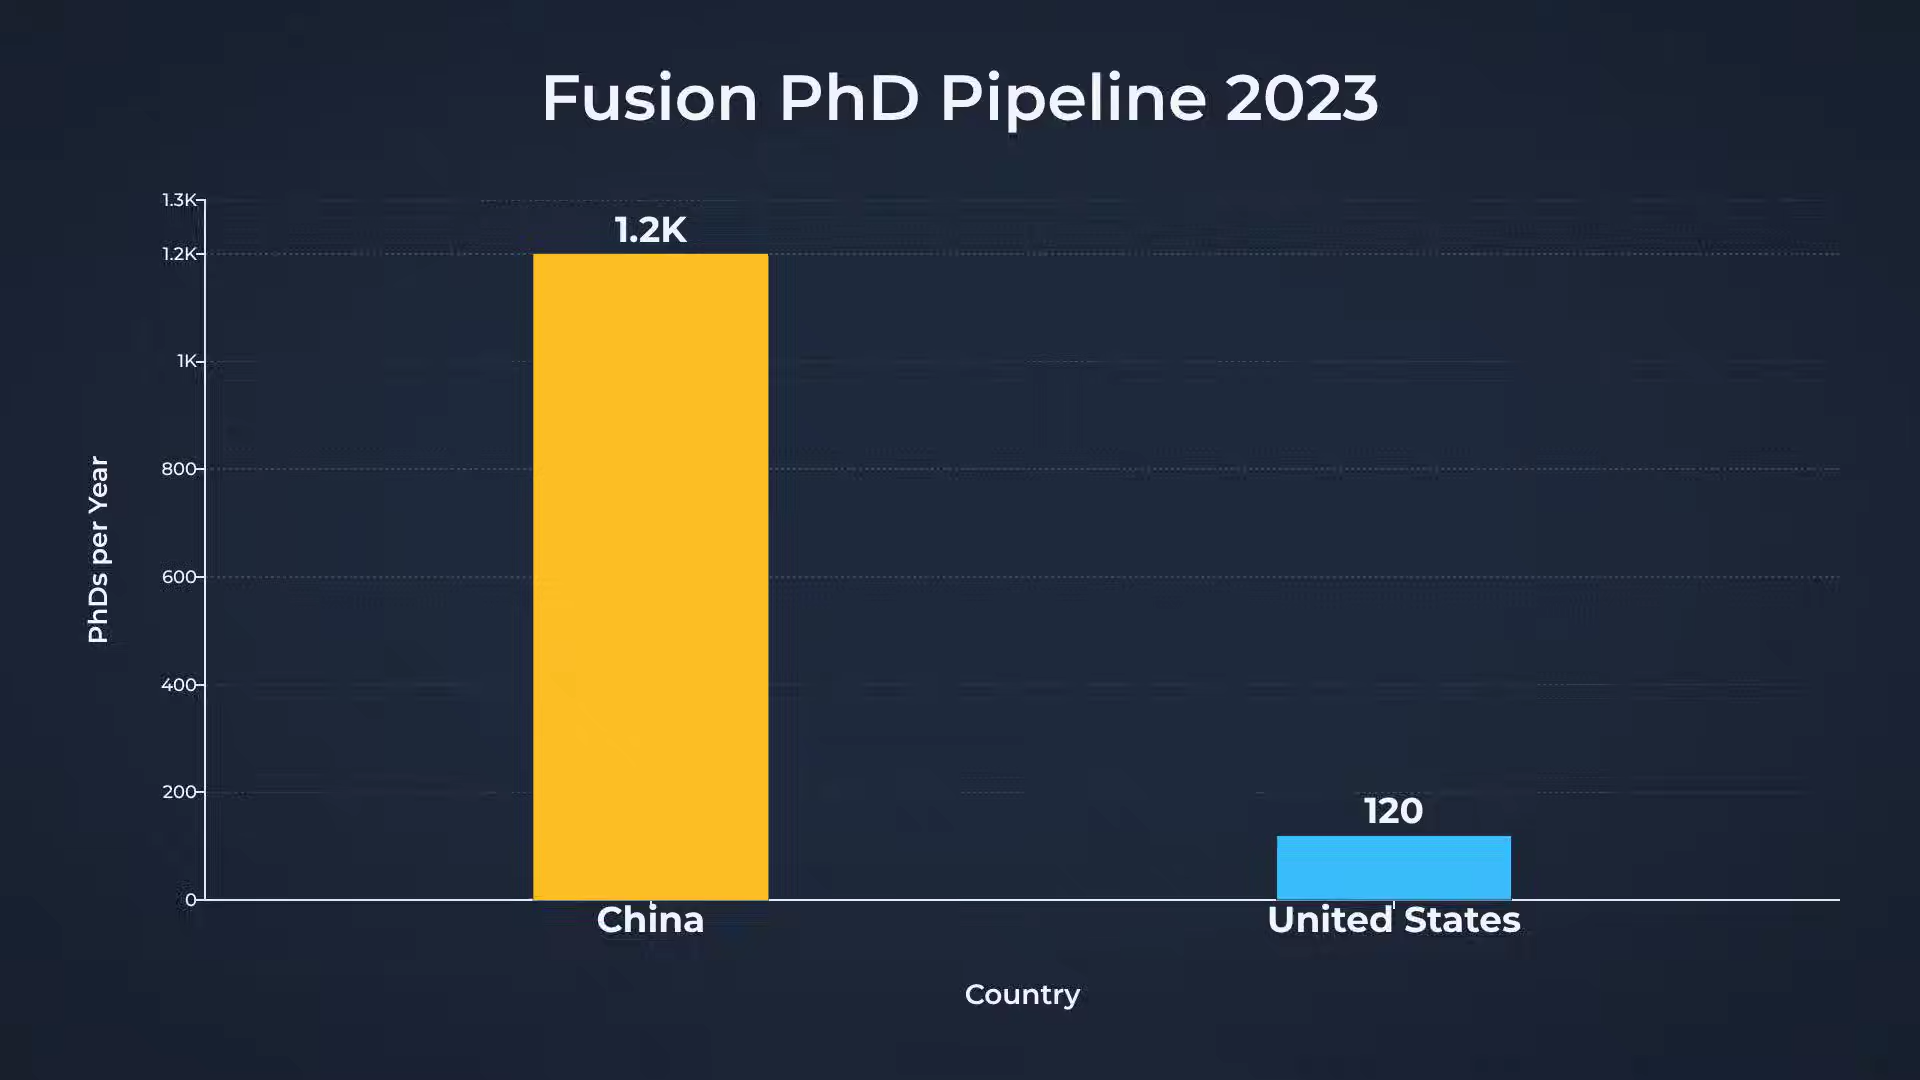 Fusion PhD Pipeline 2023
1.3K
1.2K
1.2K
1K
800
600
400
200
120
0
PhDs per Year
China
United States
Country